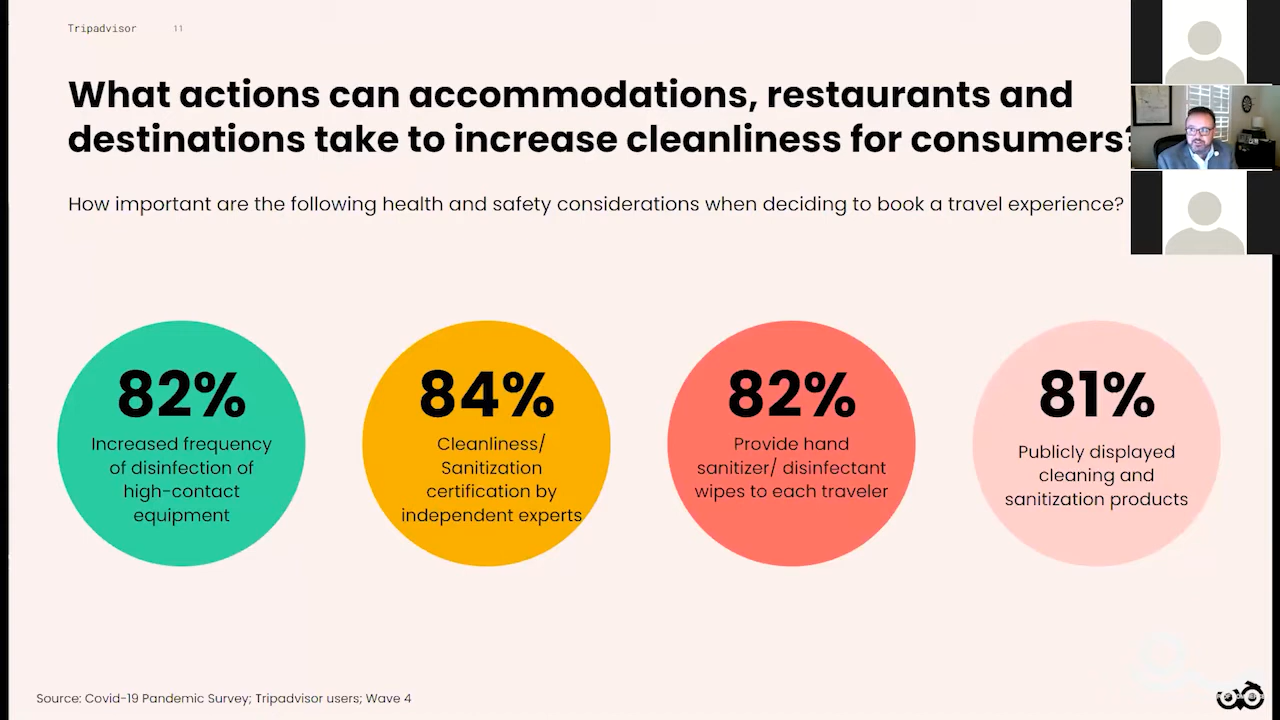 Tripadvisor 11
What actions can accommodations, restaurants and
destinations take to increase cleanliness for consumers?
How important are the following health and safety considerations when deciding to book a travel experience?
82%
Increased frequency
of disinfection of
high-contact
equipment
84%
Cleanliness/
Sanitization
certification by
independent experts
82%
Provide hand
sanitizer/ disinfectant
wipes to each traveler
81%
Publicly displayed
cleaning and
sanitization products
Source: Covid-19 Pandemic Survey; Tripadvisor users; Wave 4